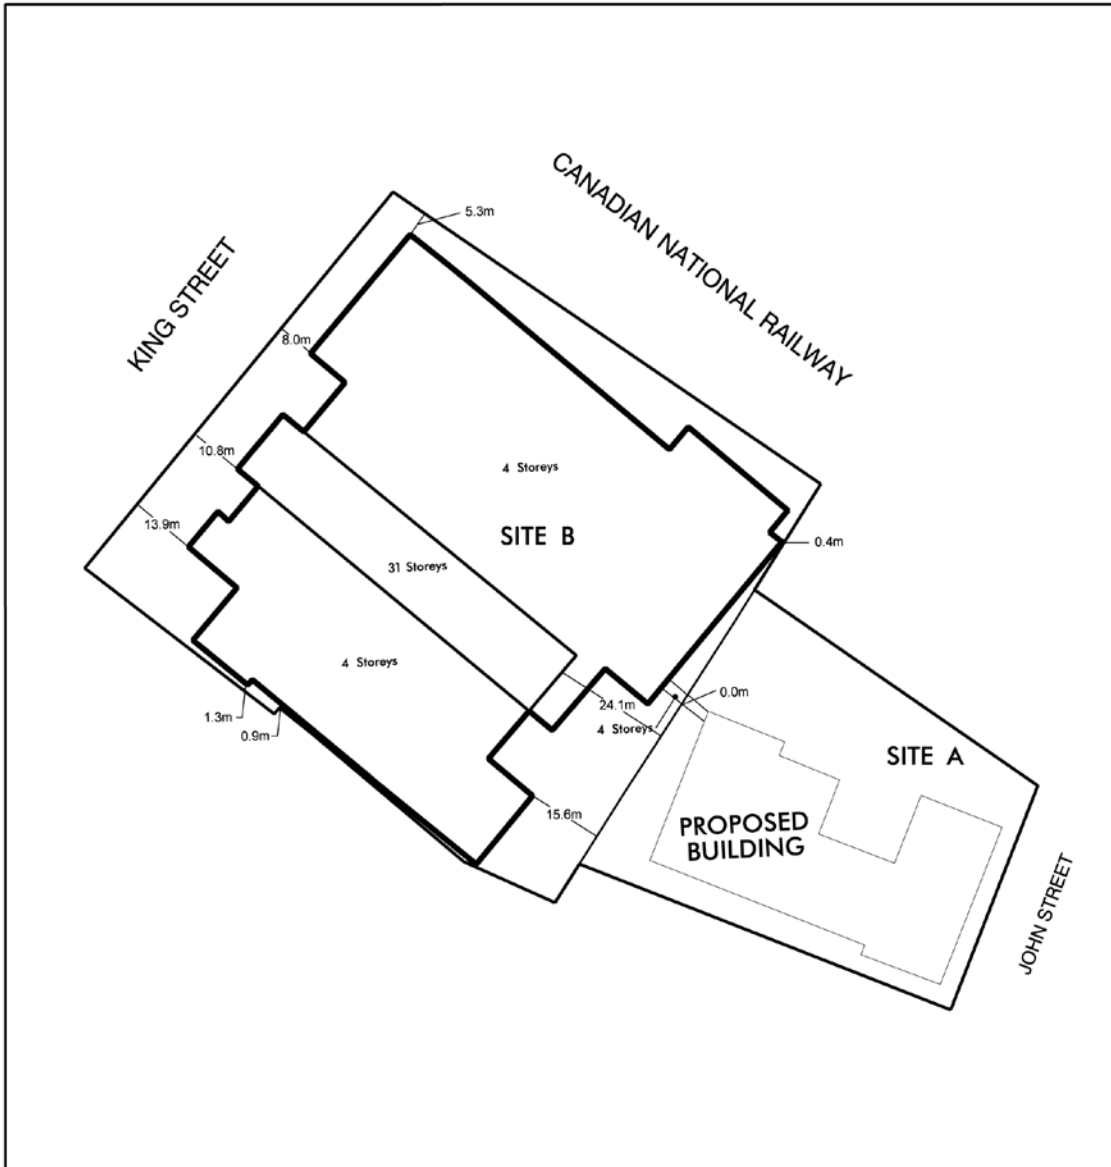 CANADIAN NATIONAL RAILWAY
5.3m
KING STREET
8.0m
10.8m
4 Storeys
13.9m
SITE B
0.4m
31 Storeys
4 Storeys
0.0m
24.1m
1.3m
4 Storeys
0.9m
SITE A
15.6m
PROPOSED
BUILDING
JOHN STREET